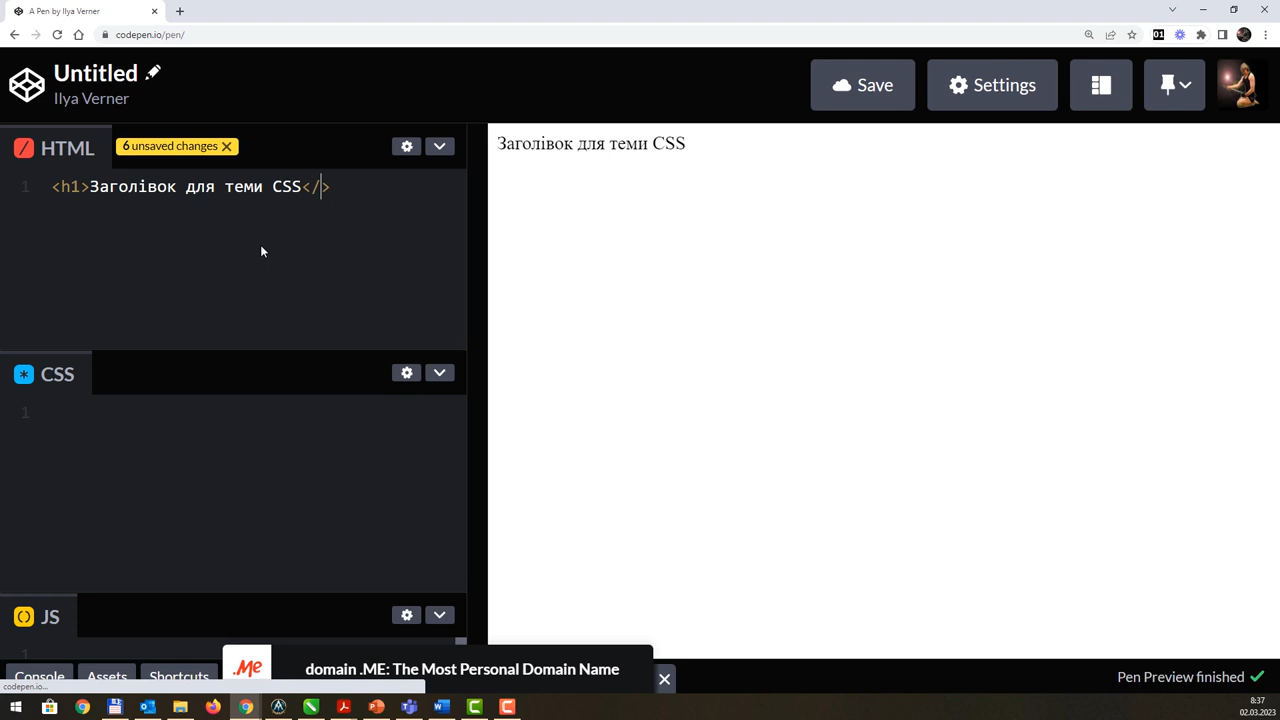 A Pen by Ilya Verner
codepen.io/pen/
01
Untitled
Ilya Verner
Save
Settings
HTML
6 unsaved changes
1 <h1>Заголівок для теми CSS</>
Заголівок для теми CSS
CSS
1
JS
1
.ME
domain .ME: The Most Personal Domain Name
Console
Assets
Shortcuts
Pen Preview finished
codepen.io...
8:37
02.03.2023